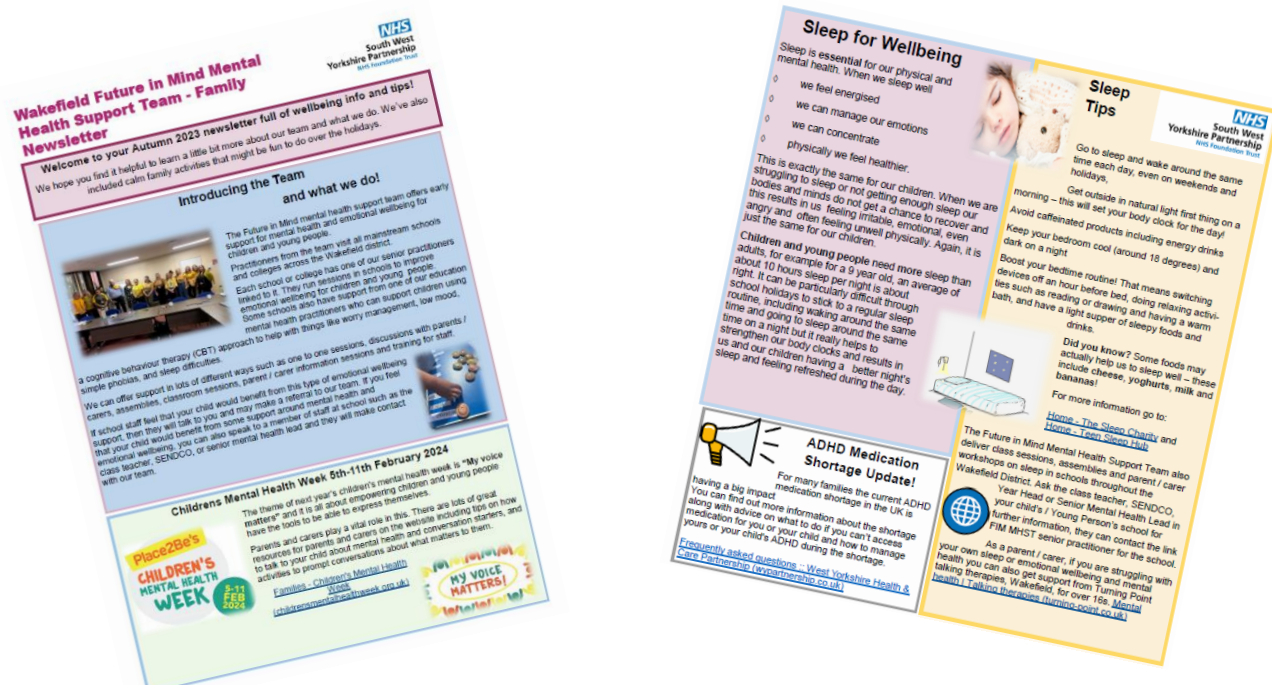 NHS
South West
Yorkshire Partnership
NHS Foundation Trust
Wakefield Future in Mind Mental
Health Support Team - Family
Newsletter
Welcome to your Autumn 2023 newsletter full of wellbeing info and tips!
We hope you find it helpful to learn a little bit more about our team and what we do. We've also
included calm family activities that might be fun to do over the holidays.
Introducing the Team
and what we do!
The Future in Mind mental health support team offers early
support for mental health and emotional wellbeing for
children and young people.
Practitioners from the team visit all mainstream schools
and colleges across the Wakefield district.
Each school or college has one of our senior practitioners
linked to it. They run sessions in schools to improve
emotional wellbeing for children and young people.
Some schools also have support from one of our education
mental health practitioners who can support children using
a cognitive behaviour therapy (CBT) approach to help with things like worry management, low mood,
simple phobias, and sleep difficulties.
We can offer support in lots of different ways such as one to one sessions, discussions with parents /
carers, assemblies, classroom sessions, parent / carer information sessions and training for staff.
If school staff feel that your child would benefit from this type of emotional wellbeing
support, then they will talk to you and may make a referral to our team. If you feel
that your child would benefit from some support around mental health and
emotional wellbeing, you can also speak to a member of staff at school such as the
class teacher, SENDCO, or senior mental health lead and they will make contact
with our team.
Childrens Mental Health Week 5th-11th February 2024
The theme of next year's children's mental health week is "My voice
matters" and it is all about empowering children and young people
have the tools to be able to express themselves.
Parents and carers play a vital role in this. There are lots of great
resources for parents and carers on the website including tips on how
to talk to your child about mental health and conversation starters, and
activities to prompt conversations about what matters to them.
Families - Children's Mental Health
Week
(childrensmentalhealthweek.org.uk)
Place2Be's
CHILDREN'S
MENTAL HEALTH
WEEK
5-11
FEB
2024
MY VOICE
MATTERS!
Sleep for Wellbeing
Sleep is essential for our physical and
mental health. When we sleep well
◊ we feel energised
◊ we can manage our emotions
◊ we can concentrate
◊ physically we feel healthier.
This is exactly the same for our children. When we are
struggling to sleep or not getting enough sleep our
bodies and minds do not get a chance to recover and
this results in us feeling irritable, emotional, even
angry and often feeling unwell physically. Again, it is
just the same for our children.
Children and young people need more sleep than
adults, for example for a 9 year old, an average of
about 10 hours sleep per night is about
right. It can be particularly difficult through
school holidays to stick to a regular sleep
routine, including waking around the same
time and going to sleep around the same
time on a night but it really helps to
strengthen our body clocks and results in
us and our children having a better night's
sleep and feeling refreshed during the day.
ADHD Medication
Shortage Update!
For many families the current ADHD
medication shortage in the UK is
having a big impact
You can find out more information about the shortage
along with advice on what to do if you can't access
medication for you or your child and how to manage
yours or your child's ADHD during the shortage.
Frequently asked questions :: West Yorkshire Health &
Care Partnership (wypartnership.co.uk)
Sleep
Tips
NHS
South West
Yorkshire Partnership
NHS Foundation Trust
Go to sleep and wake around the same
time each day, even on weekends and
holidays,
Get outside in natural light first thing on a
morning – this will set your body clock for the day!
Avoid caffeinated products including energy drinks
Keep your bedroom cool (around 18 degrees) and
dark on a night
Boost your bedtime routine! That means switching
devices off an hour before bed, doing relaxing activi-
ties such as reading or drawing and having a warm
bath, and have a light supper of sleepy foods and
drinks.
Did you know? Some foods may
actually help us to sleep well – these
include cheese, yoghurts, milk and
bananas!
For more information go to:
Home - The Sleep Charity and
Home - Teen Sleep Hub
The Future in Mind Mental Health Support Team also
deliver class sessions, assemblies and parent / carer
workshops on sleep in schools throughout the
Wakefield District. Ask the class teacher, SENDCO,
Year Head or Senior Mental Health Lead in
your child's / Young Person's school for
further information, they can contact the link
FIM MHST senior practitioner for the school.
As a parent / carer, if you are struggling with
your own sleep or emotional wellbeing and mental
health you can also get support from Turning Point
talking therapies, Wakefield, for over 16s. Mental
health | Talking therapies (turning-point.co.uk)